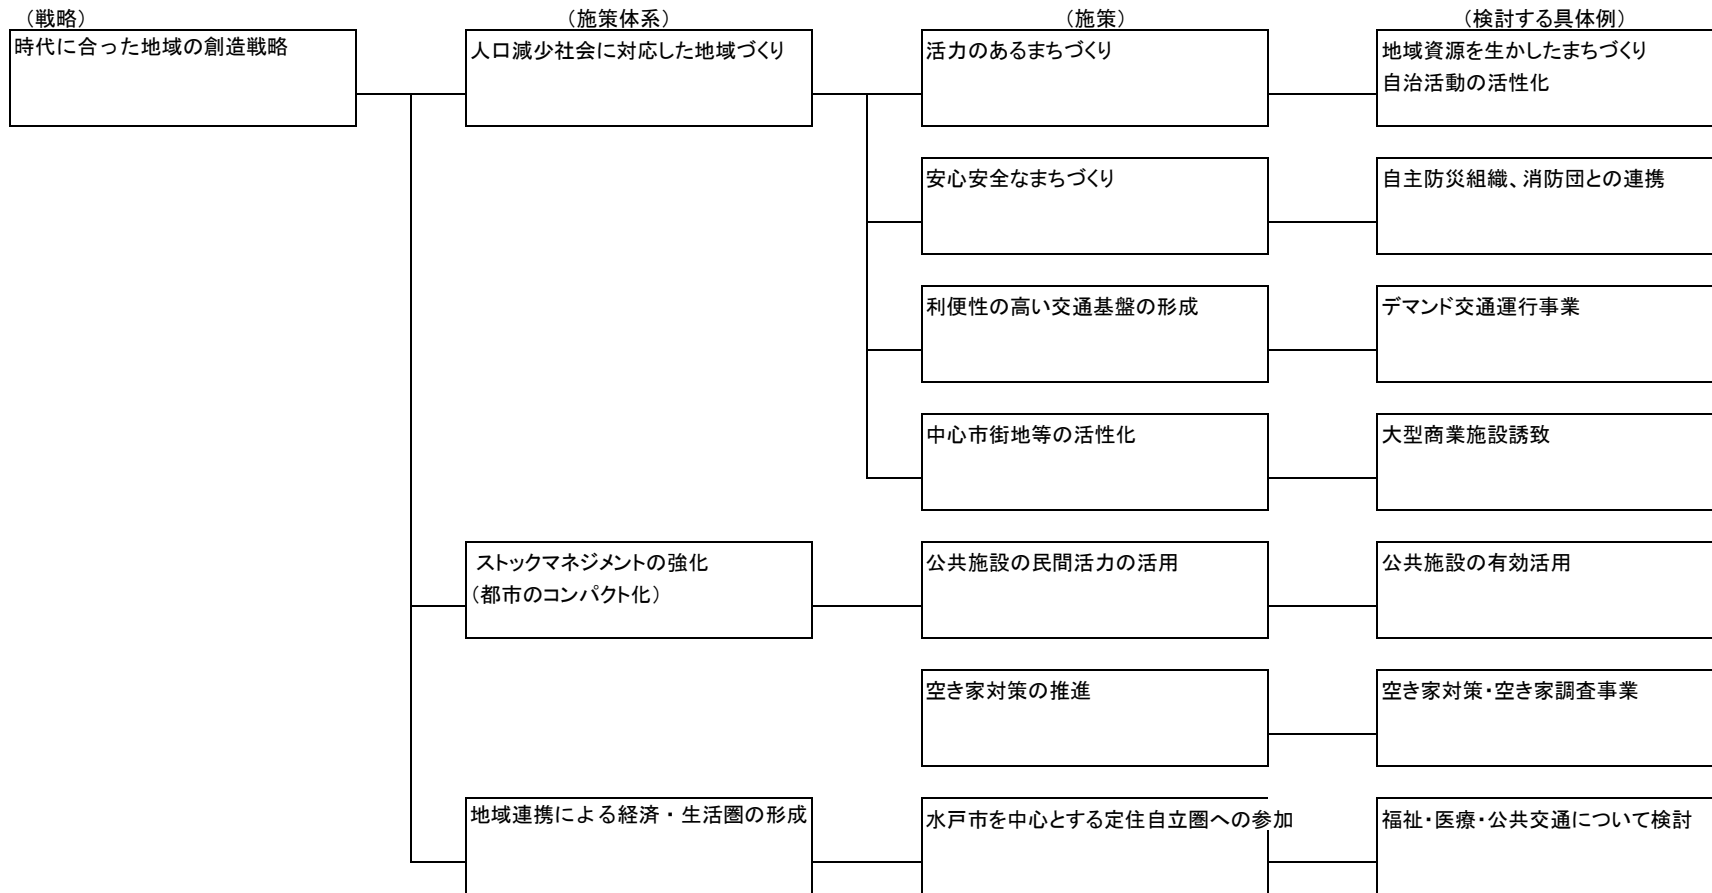 （戦略）
（施策体系）
（施策）
（検討する具体例）
時代に合った地域の創造戦略
人口減少社会に対応した地域づくり
活力のあるまちづくり
地域資源を生かしたまちづくり
自治活動の活性化
安心安全なまちづくり
自主防災組織、消防団との連携
利便性の高い交通基盤の形成
デマンド交通運行事業
中心市街地等の活性化
大型商業施設誘致
ストックマネジメントの強化
（都市のコンパクト化）
公共施設の民間活力の活用
公共施設の有効活用
空き家対策の推進
空き家対策・空き家調査事業
地域連携による経済・生活圏の形成
水戸市を中心とする定住自立圏への参加
福祉・医療・公共交通について検討